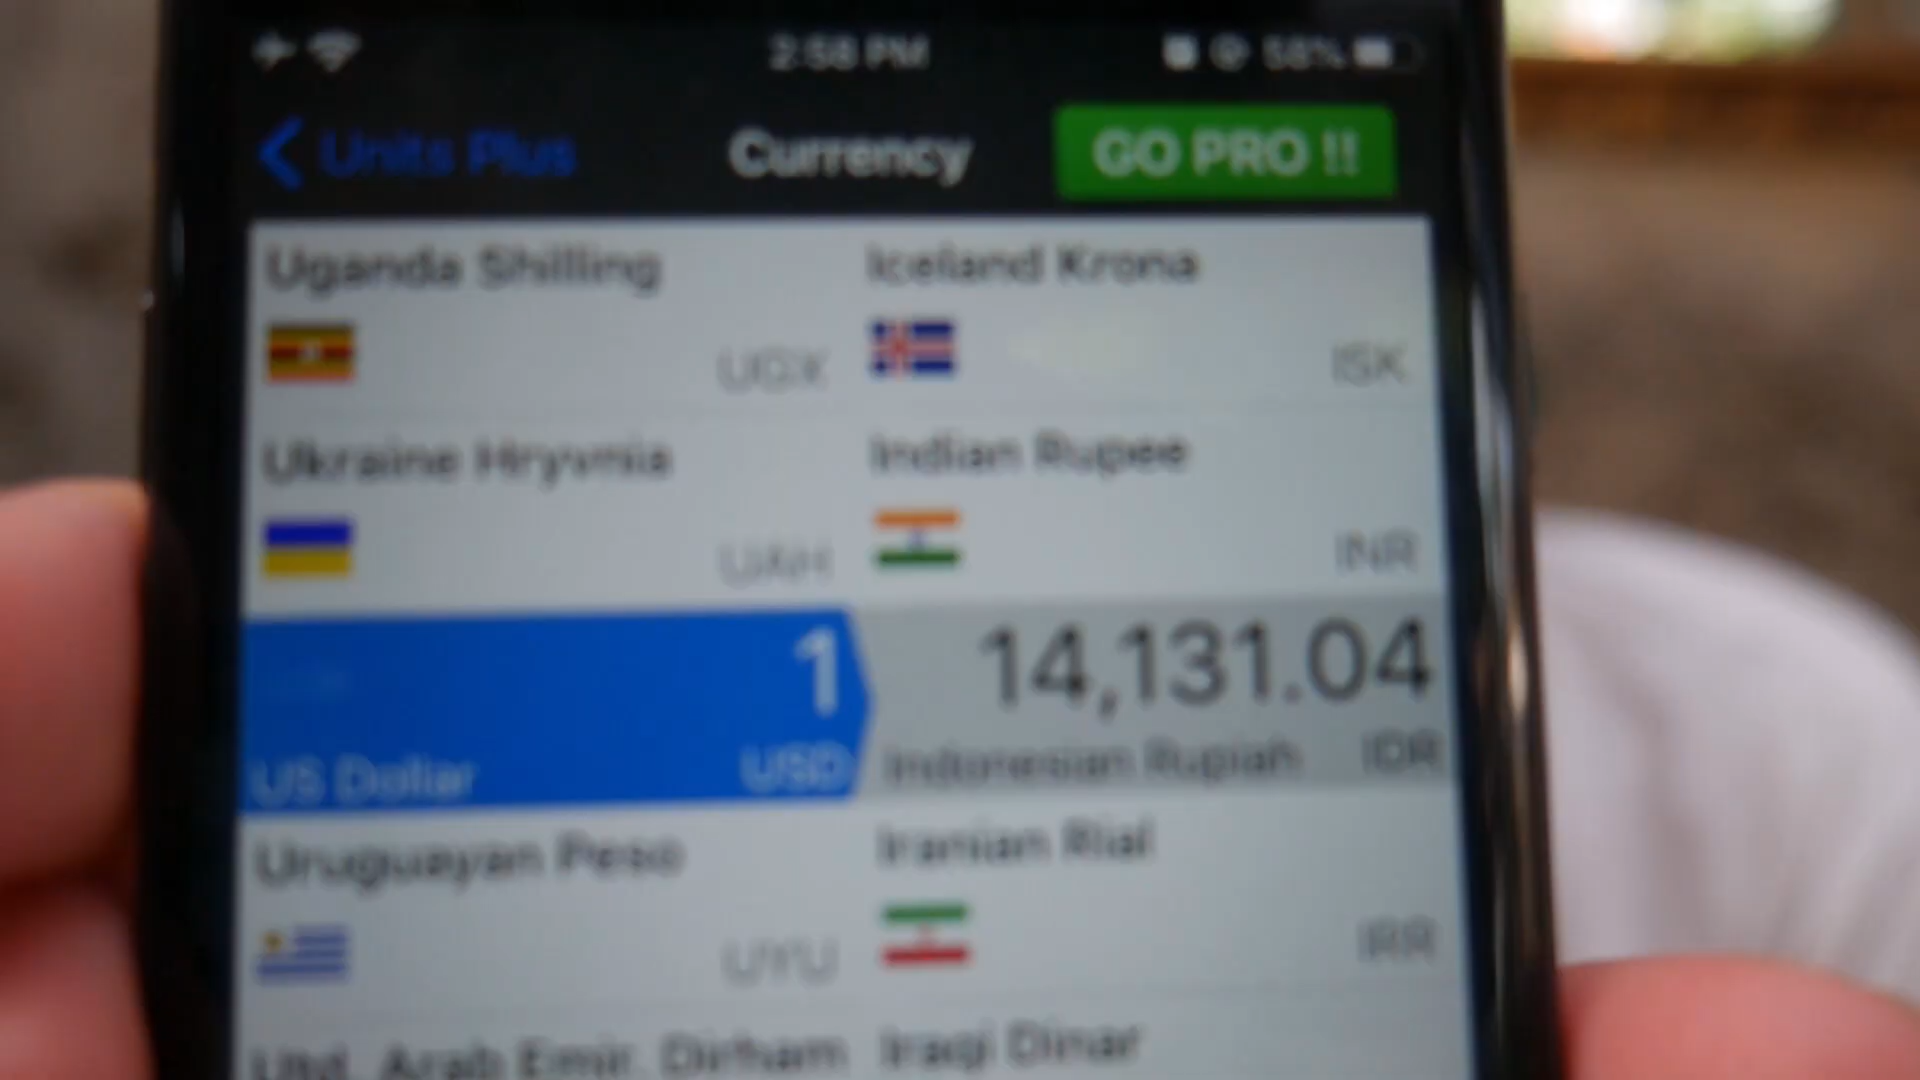 2:58 PM 58%
Units Plus Currency GO PRO !!
Uganda Shilling Iceland Krona
UGX ISK
Ukraine Hryvnia Indian Rupee
UAH INR
1 14,131.04
US Dollar USD Indonesian Rupiah IDR
Uruguayan Peso Iranian Rial
UYU IRR
Utd. Arab Emir. Dirham Iraqi Dinar